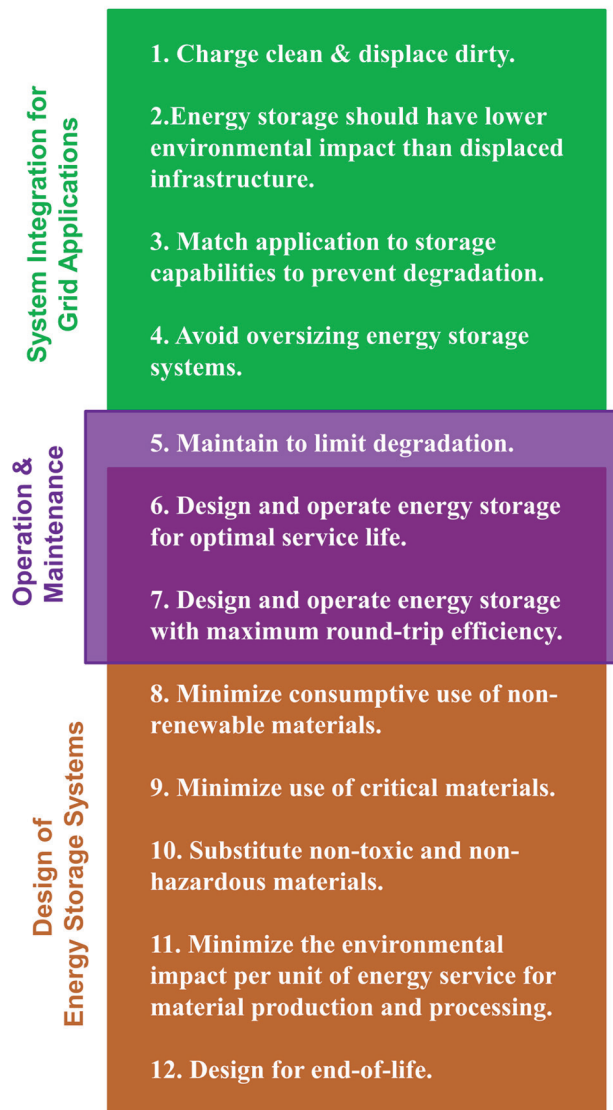 System Integration for
Grid Applications
1. Charge clean & displace dirty.
2.Energy storage should have lower
environmental impact than displaced
infrastructure.
3. Match application to storage
capabilities to prevent degradation.
4. Avoid oversizing energy storage
systems.
Operation &
Maintenance
5. Maintain to limit degradation.
6. Design and operate energy storage
for optimal service life.
7. Design and operate energy storage
with maximum round-trip efficiency.
Design of
Energy Storage Systems
8. Minimize consumptive use of non-
renewable materials.
9. Minimize use of critical materials.
10. Substitute non-toxic and non-
hazardous materials.
11. Minimize the environmental
impact per unit of energy service for
material production and processing.
12. Design for end-of-life.